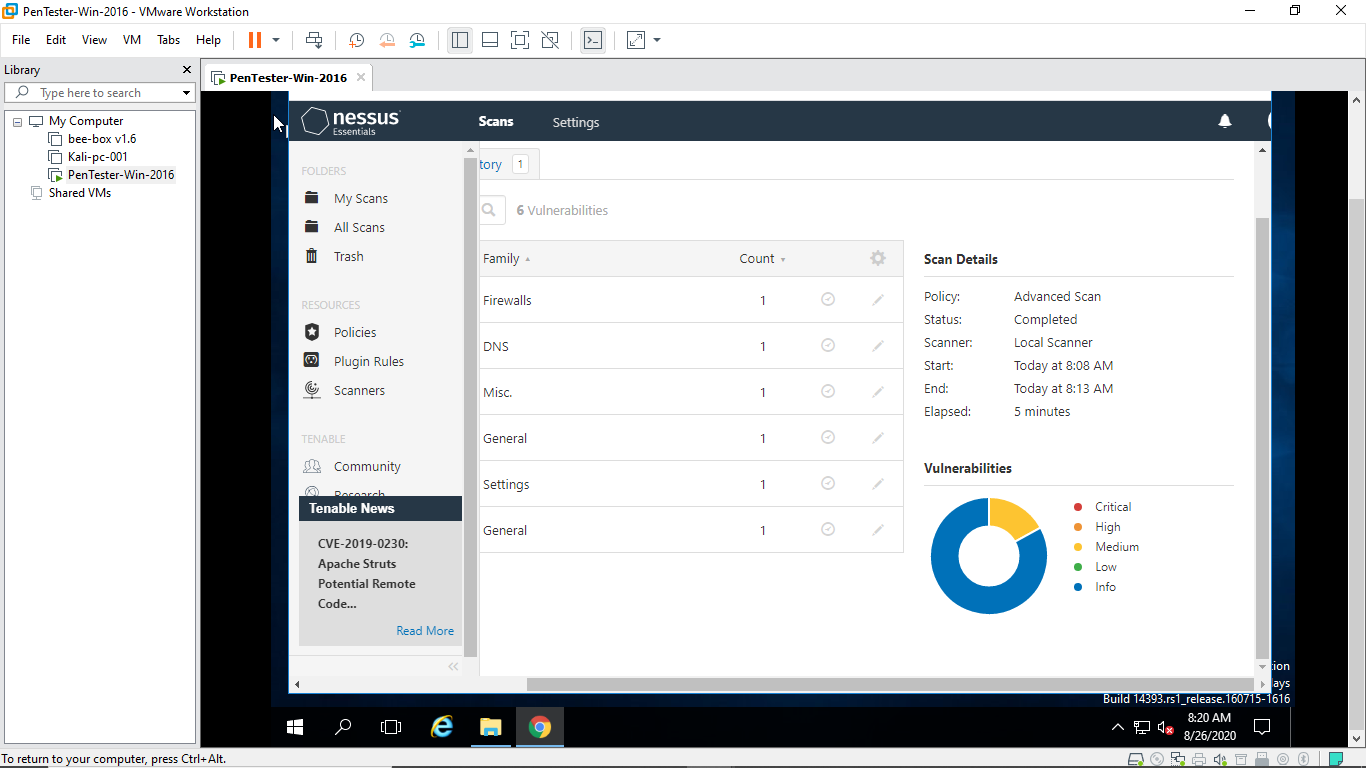 PenTester-Win-2016 - VMware Workstation
File Edit View VM Tabs Help
Library
Type here to search
My Computer
bee-box v1.6
Kali-pc-001
PenTester-Win-2016
Shared VMs
PenTester-Win-2016
nessus
Essentials
Scans Settings
FOLDERS
My Scans
All Scans
Trash
RESOURCES
Policies
Plugin Rules
Scanners
TENABLE
Community
Research
Tenable News
CVE-2019-0230:
Apache Struts
Potential Remote
Code...
Read More
tory 1
6 Vulnerabilities
Family Count
Firewalls 1
DNS 1
Misc. 1
General 1
Settings 1
General 1
Scan Details
Policy: Advanced Scan
Status: Completed
Scanner: Local Scanner
Start: Today at 8:08 AM
End: Today at 8:13 AM
Elapsed: 5 minutes
Vulnerabilities
Critical
High
Medium
Low
Info
tion
lays
Build 14393.rs1_release.160715-1616
8:20 AM
8/26/2020
To return to your computer, press Ctrl+Alt.